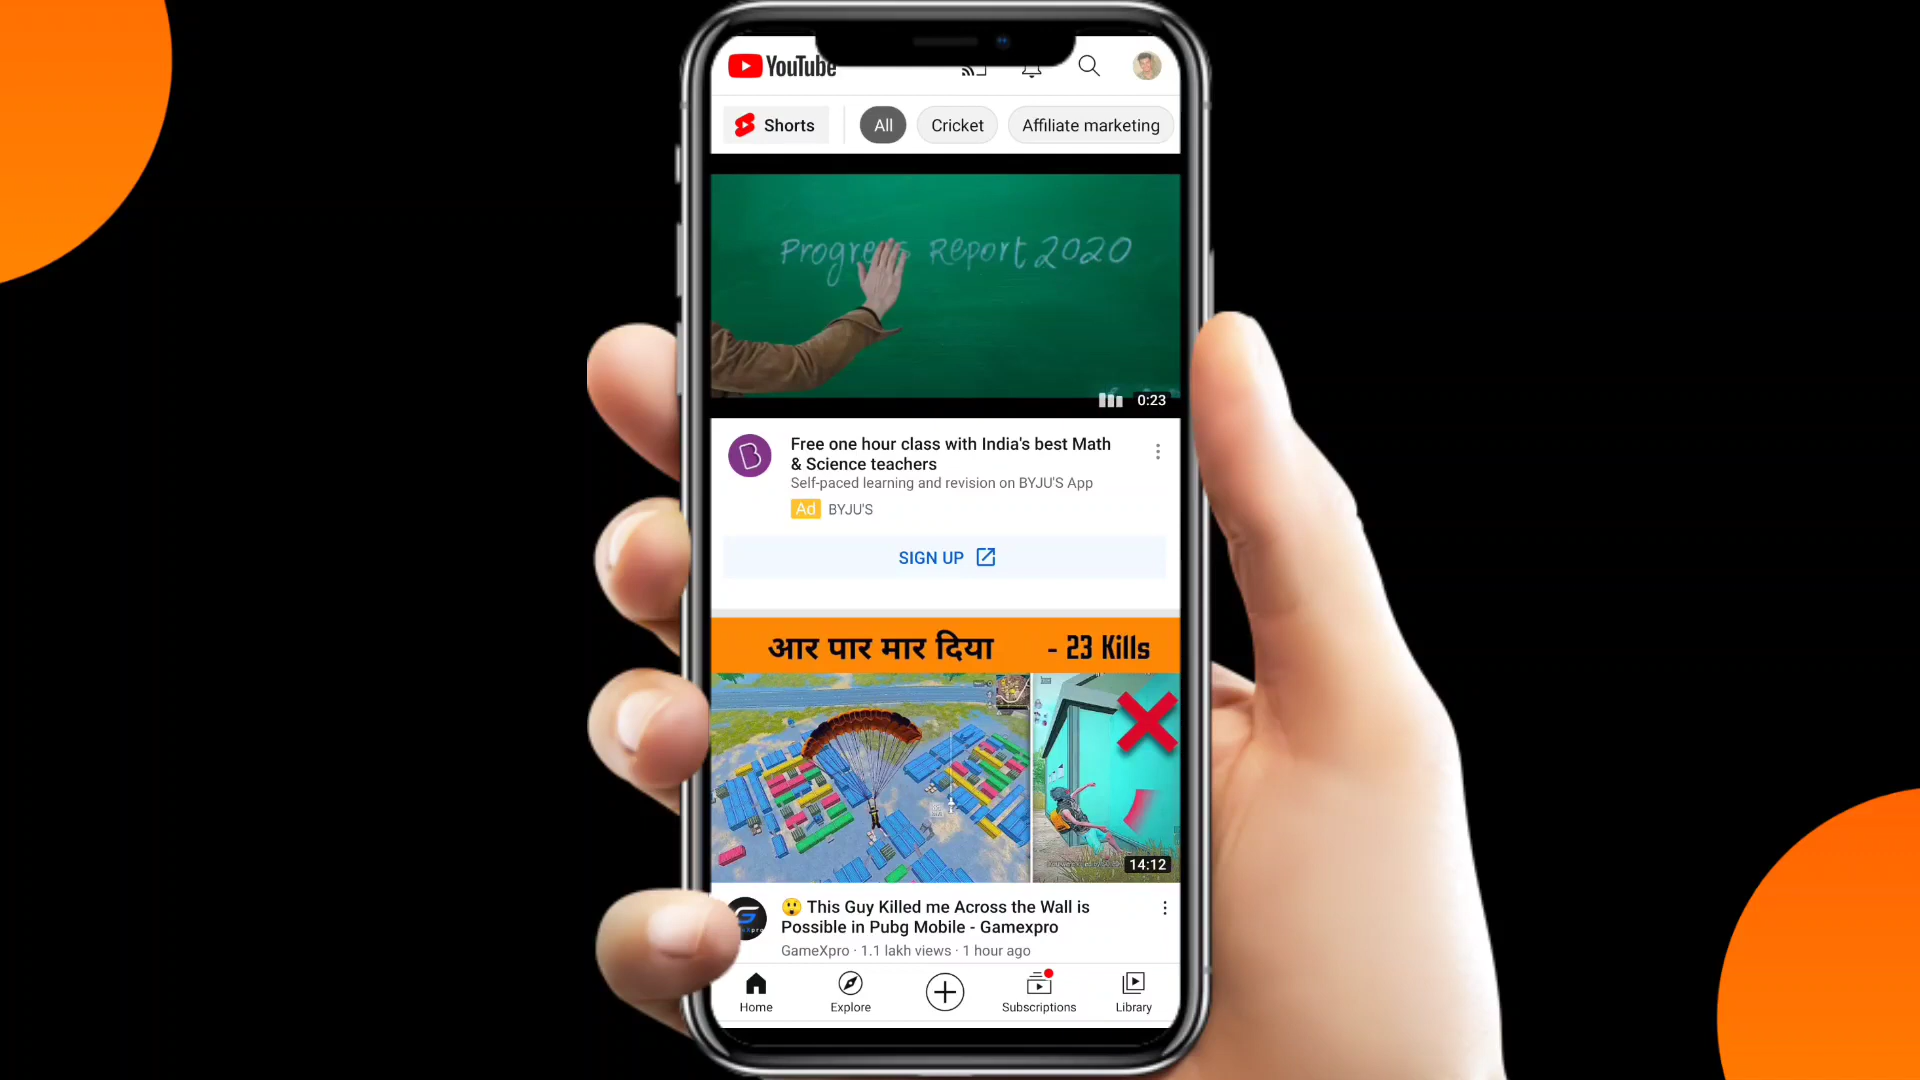 YouTube
Shorts
All
Cricket
Affiliate marketing
Progress Report 2020
0:23
Free one hour class with India's best Math
& Science teachers
Self-paced learning and revision on BYJU'S App
Ad BYJU'S
SIGN UP
आर पार मार दिया - 23 Kills
14:12
😲 This Guy Killed me Across the Wall is
Possible in Pubg Mobile - Gamexpro
GameXpro · 1.1 lakh views · 1 hour ago
Home
Explore
Subscriptions
Library